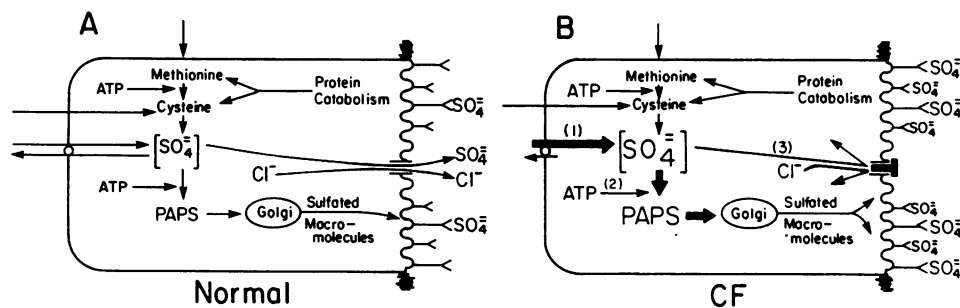 A
Methionine
ATP
Cysteine
Protein
Catabolism
SO₄⁼
[SO₄⁼]
SO₄⁼
Cl⁻
Cl⁻
ATP
PAPS
Golgi
Sulfated
Macro-
molecules
SO₄⁼
Normal
B
Methionine
ATP
Cysteine
Protein
Catabolism
SO₄⁼
SO₄⁼
SO₄⁼
SO₄⁼
(1)
[SO₄⁼]
(3)
Cl⁻
ATP
(2)
PAPS
Golgi
Sulfated
Macro-
molecules
SO₄⁼
SO₄⁼
SO₄⁼
SO₄⁼
CF